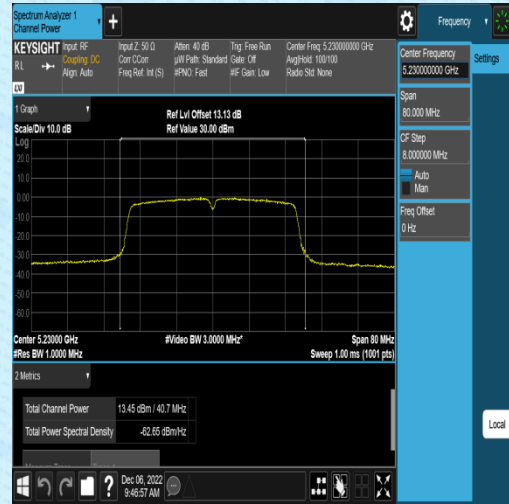 Spectrum Analyzer 1
Channel Power
+
Frequency
KEYSIGHT
Input: RF
Input Z: 50 Ω
Atten: 40 dB
Trig: Free Run
Center Freq: 5.230000000 GHz
RL
Coupling: DC
Corr CCorr
µW Path: Standard
Gate: Off
Avg|Hold: 100/100
Align: Auto
Freq Ref: Int (S)
#PNO: Fast
#IF Gain: Low
Radio Std: None
LXI
1 Graph
Ref Lvl Offset 13.13 dB
Scale/Div 10.0 dB
Ref Value 30.00 dBm
Log
20.0
10.0
0.00
-10.0
-20.0
-30.0
-40.0
-50.0
-60.0
Center 5.23000 GHz
#Video BW 3.0000 MHz*
Span 80 MHz
#Res BW 1.0000 MHz
Sweep 1.00 ms (1001 pts)
2 Metrics
Total Channel Power
13.45 dBm / 40.7 MHz
Total Power Spectral Density
-62.65 dBm/Hz
Dec 06, 2022
9:46:57 AM
Center Frequency
5.230000000 GHz
Settings
Span
80.000 MHz
CF Step
8.000000 MHz
Auto
Man
Freq Offset
0 Hz
Local